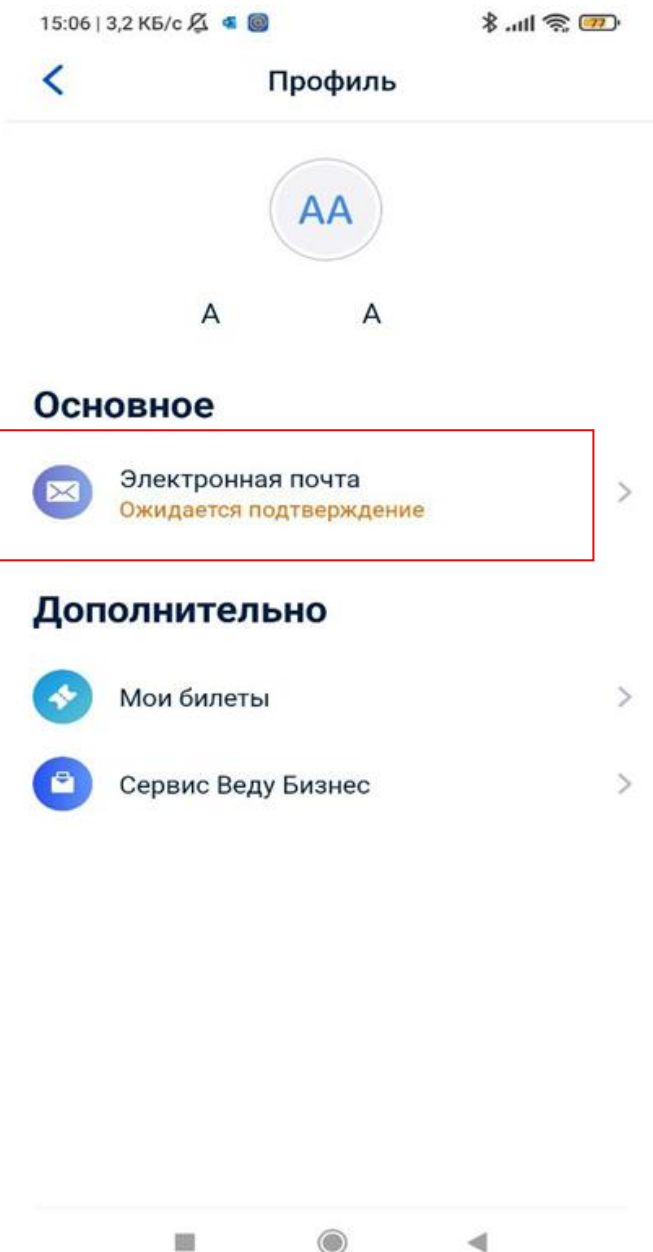 15:06 | 3,2 КБ/с 77
Профиль
АА
А А
Основное
Электронная почта
Ожидается подтверждение
Дополнительно
Мои билеты
Сервис Веду Бизнес